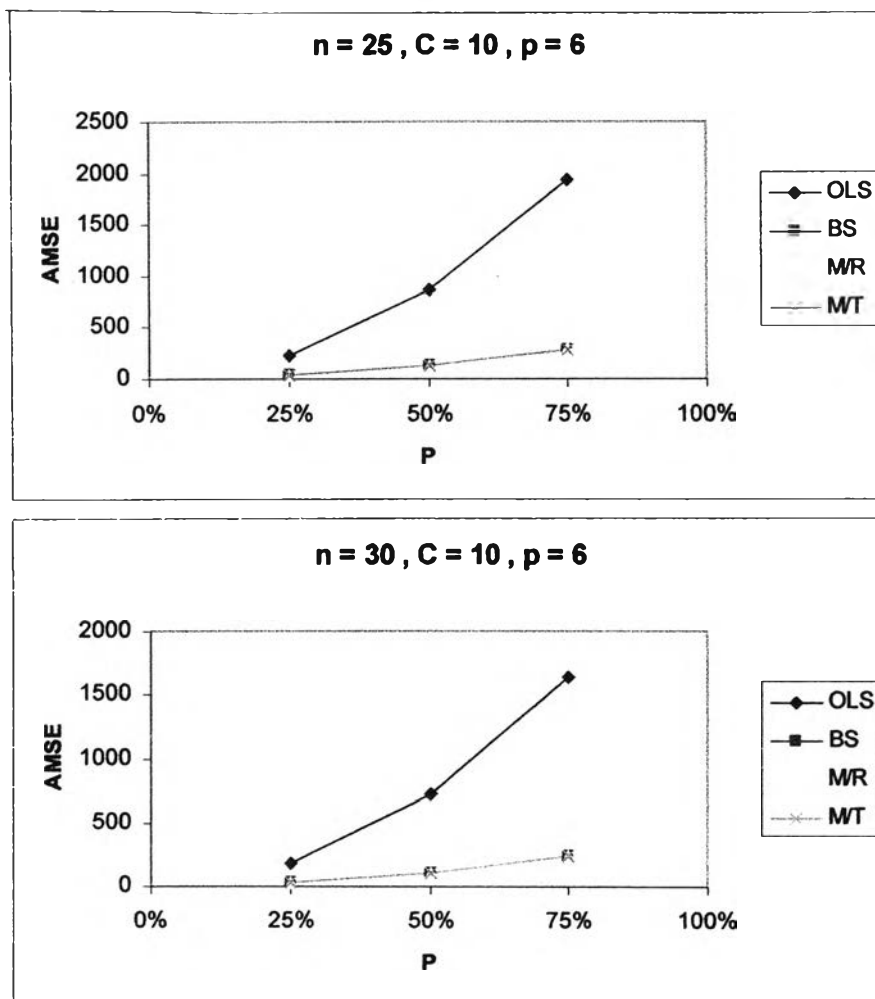 n = 25 , C = 10 , p = 6
2500
2000
1500
1000
500
0
AMSE
0% 25% 50% 75% 100%
P
OLS
BS
M/R
M/T
n = 30 , C = 10 , p = 6
2000
1500
1000
500
0
AMSE
0% 25% 50% 75% 100%
P
OLS
BS
M/R
M/T